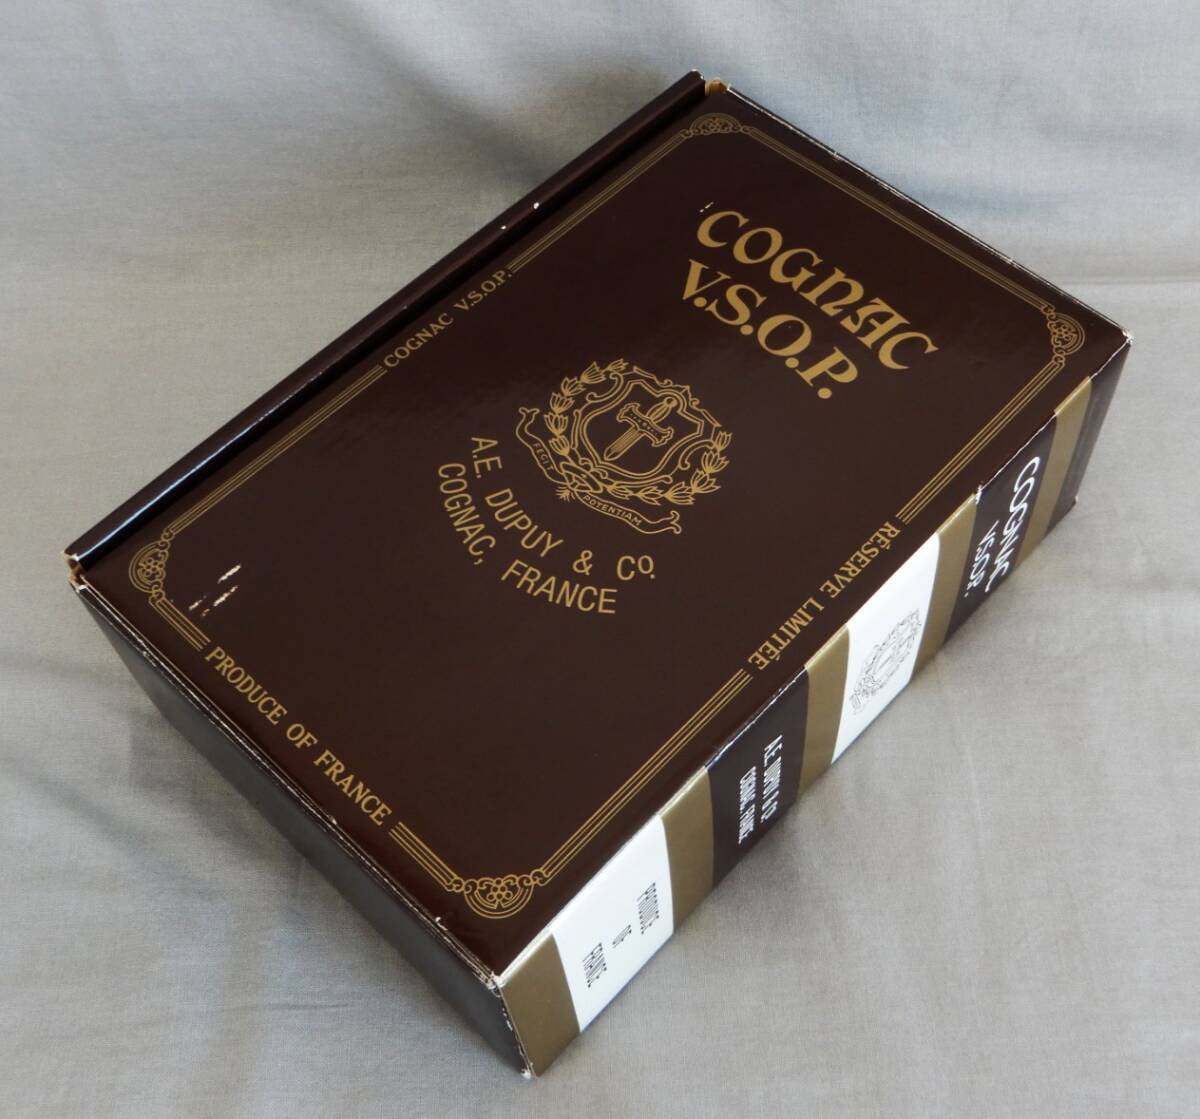 COGNAC
V.S.O.P.
FECIT POTENTIAM
A.E. DUPUY & Co.
COGNAC, FRANCE
COGNAC V.S.O.P.
RÉSERVE LIMITÉE
PRODUCE OF FRANCE
COGNAC
V.S.O.P.
A.E. DUPUY & Co.
COGNAC, FRANCE
PRODUCE
OF
FRANCE